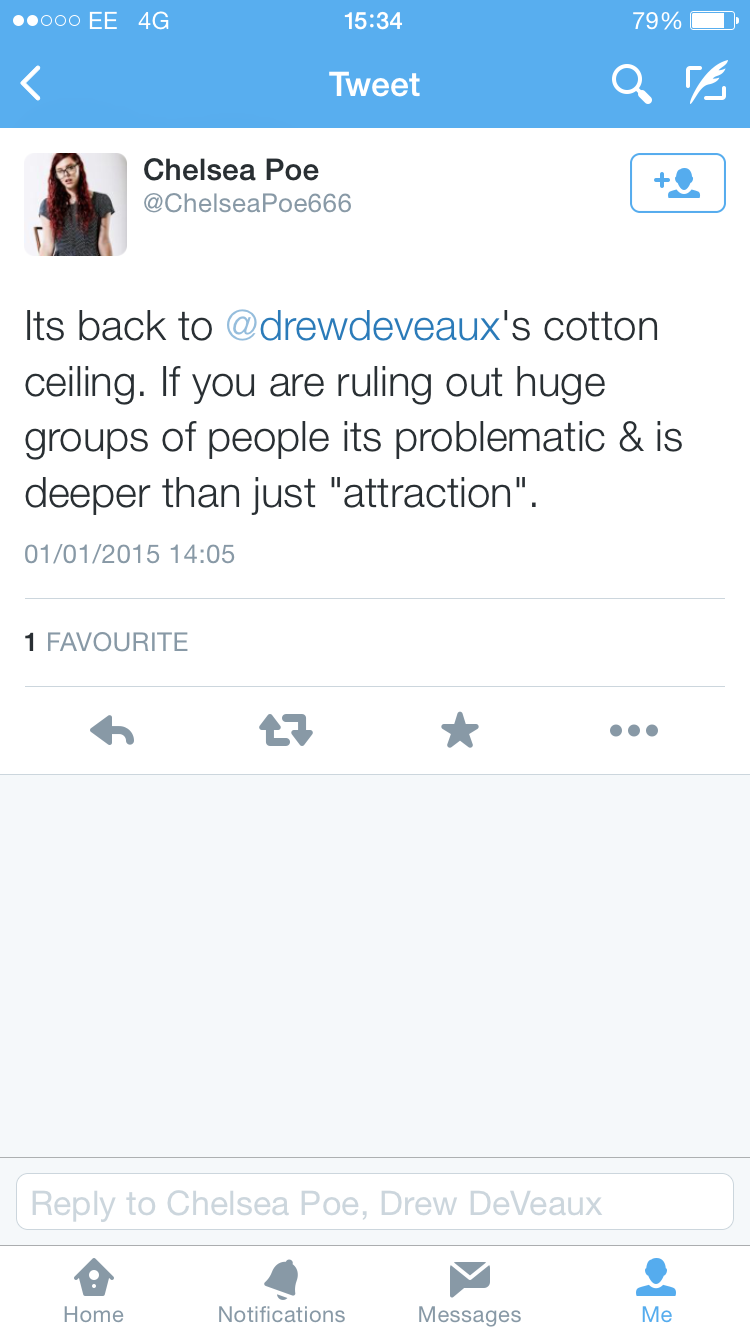 EE 4G 15:34 79%
Tweet
Chelsea Poe
@ChelseaPoe666
Its back to @drewdeveaux's cotton
ceiling. If you are ruling out huge
groups of people its problematic & is
deeper than just "attraction".
01/01/2015 14:05
1 FAVOURITE
Reply to Chelsea Poe, Drew DeVeaux
Home Notifications Messages Me